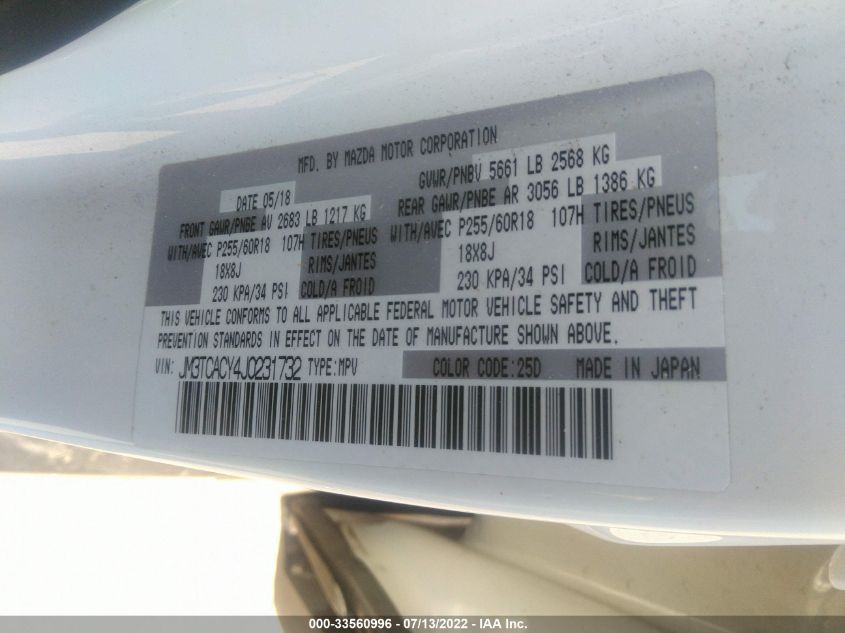 MFD. BY MAZDA MOTOR CORPORATION
DATE 05/18 GVWR/PNBV 5661 LB 2568 KG
FRONT GAWR/PNBE AV 2683 LB 1217 KG REAR GAWR/PNBE AR 3056 LB 1386 KG
WITH/AVEC P255/60R18 107H TIRES/PNEUS WITH/AVEC P255/60R18 107H TIRES/PNEUS
18X8J RIMS/JANTES 18X8J RIMS/JANTES
230 KPA/34 PSI COLD/A FROID 230 KPA/34 PSI COLD/A FROID
THIS VEHICLE CONFORMS TO ALL APPLICABLE FEDERAL MOTOR VEHICLE SAFETY AND THEFT
PREVENTION STANDARDS IN EFFECT ON THE DATE OF MANUFACTURE SHOWN ABOVE.
VIN: JM3TCACY4J0231732 TYPE:MPV COLOR CODE:25D MADE IN JAPAN
000-33560996 - 07/13/2022 - IAA Inc.